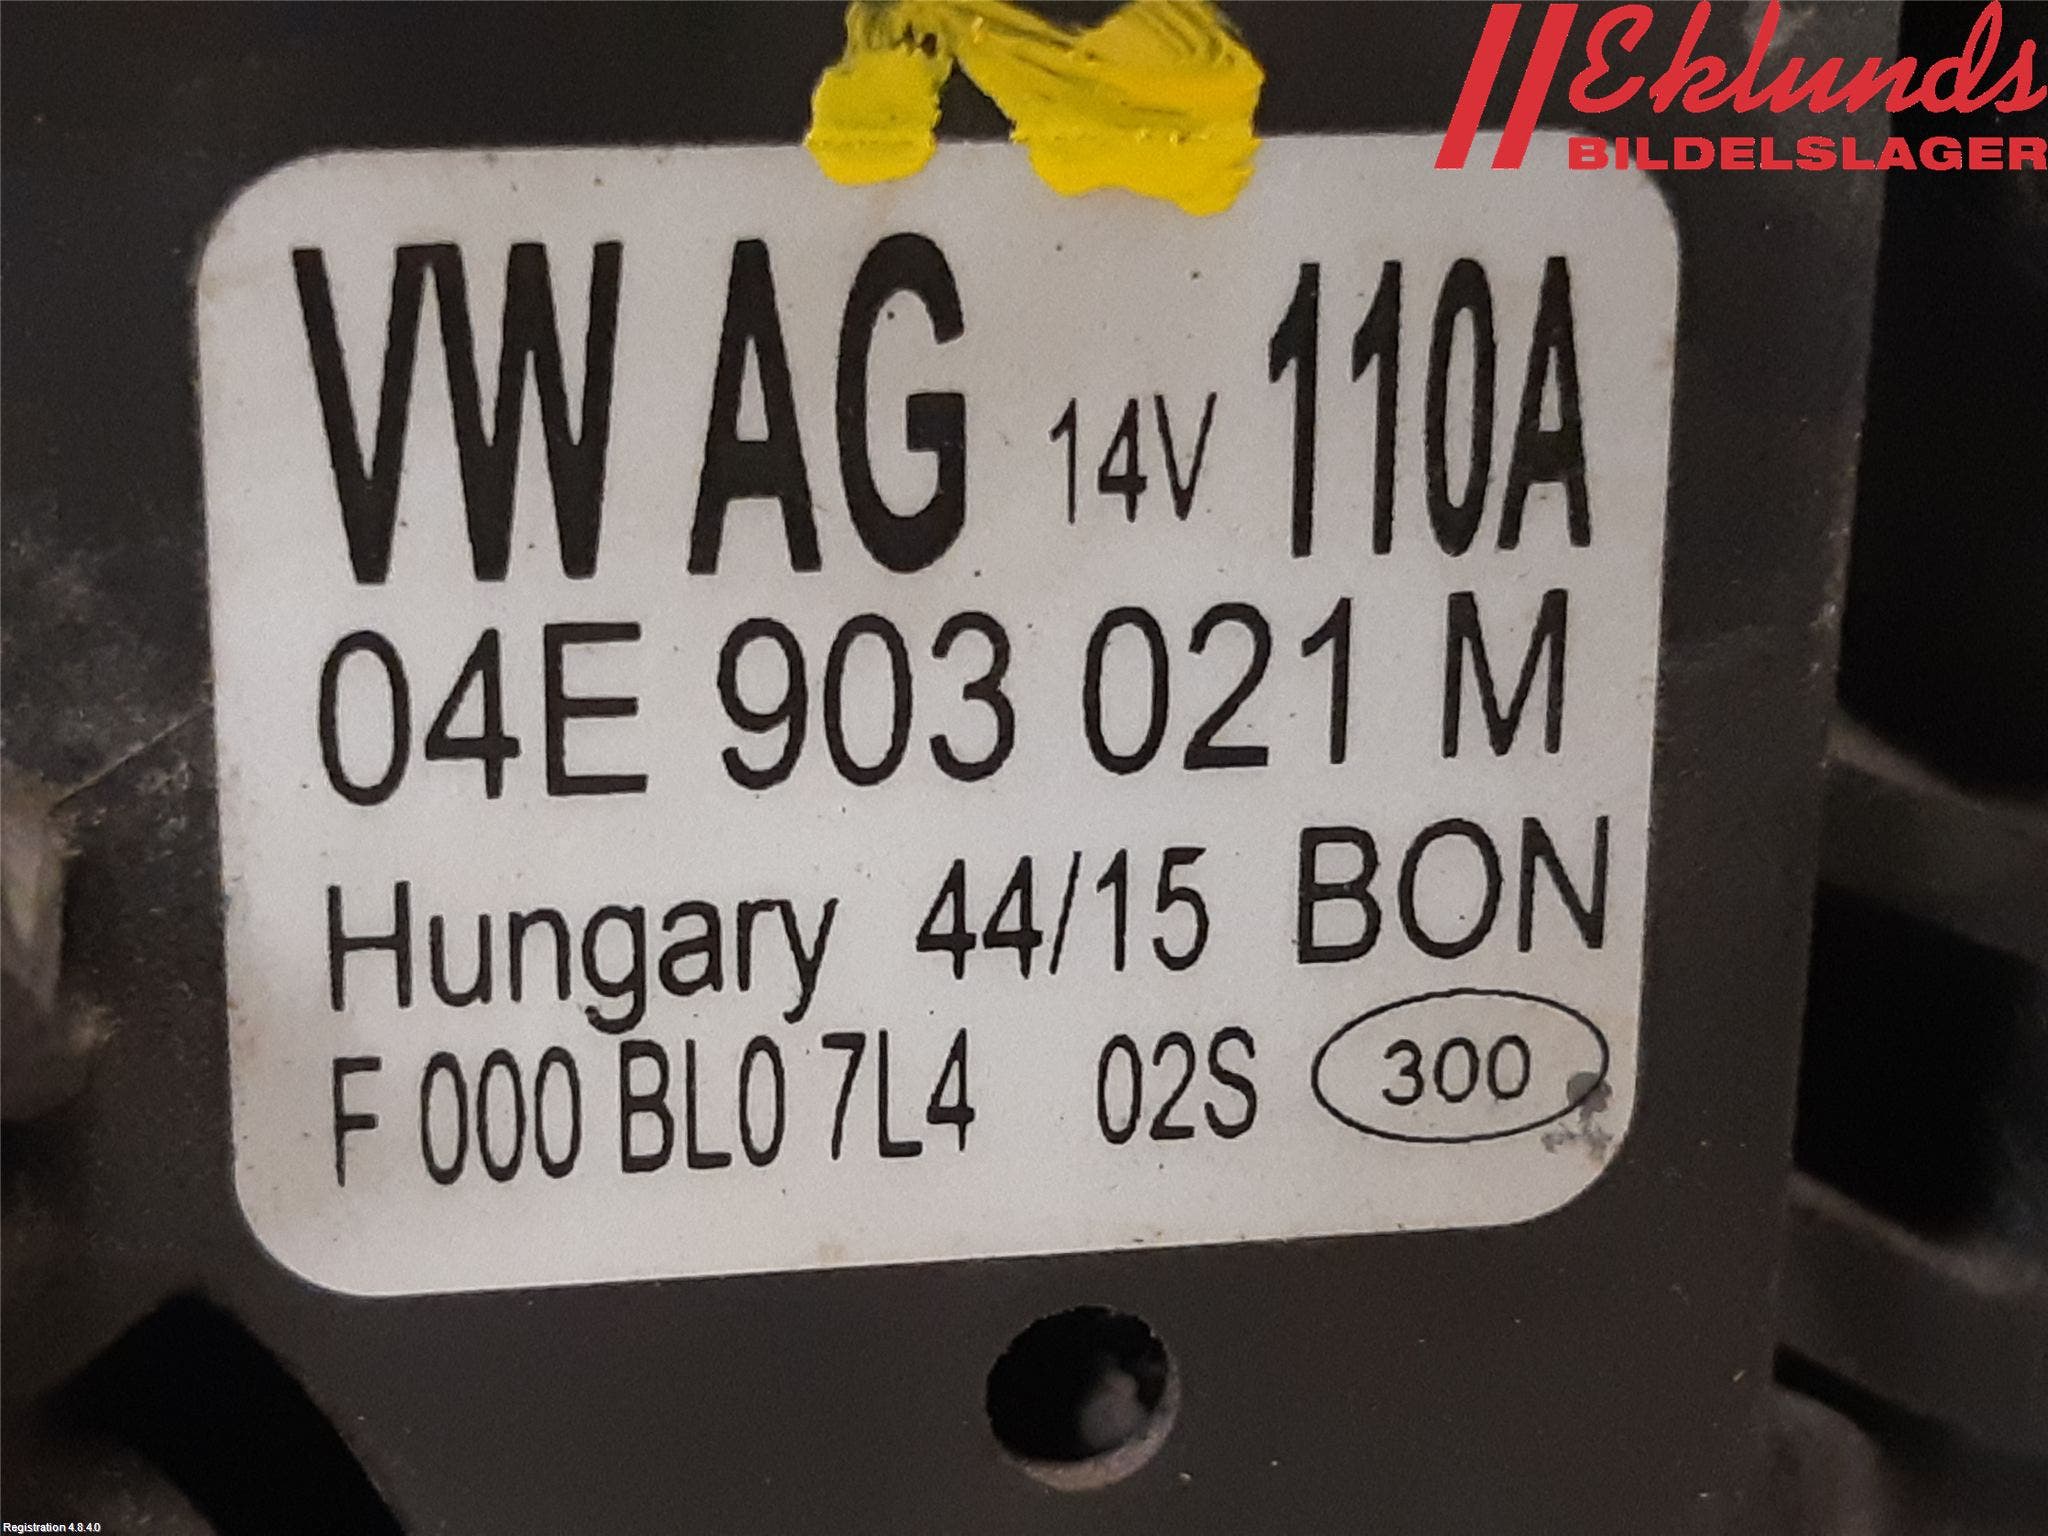 Eklunds
BILDELSLAGER
VW AG 14V 110A
04E 903 021 M
Hungary 44/15 BON
F 000 BL0 7L4 02S 300
Registration 4.8.4.0